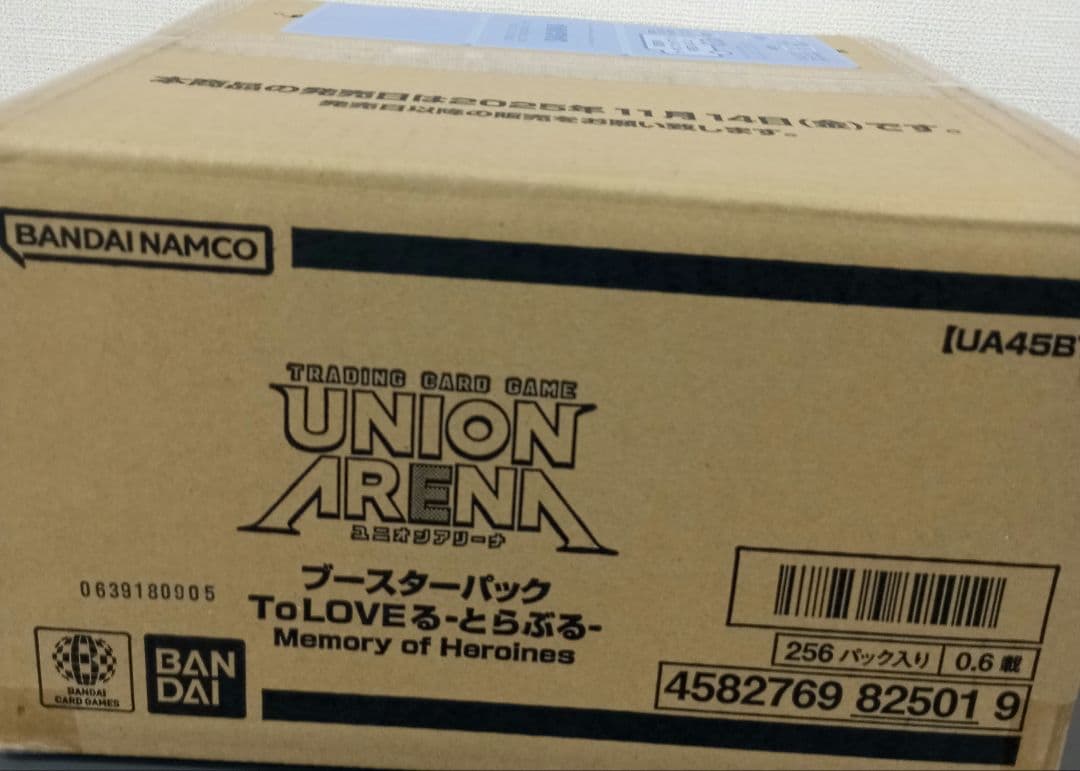 本商品の発売日は2025年 11月 14日(金)です。
発売日以降の販売をお願い致します。
BANDAI NAMCO
【UA45B
TRADING CARD GAME
UNION
ARENA
ユニオンアリーナ
ブースターパック
To LOVEる-とらぶる-
Memory of Heroines
0639180905
BANDAI
CARD GAMES
BAN
DAI
256 パック入り 0.6 載
4582769 82501 9